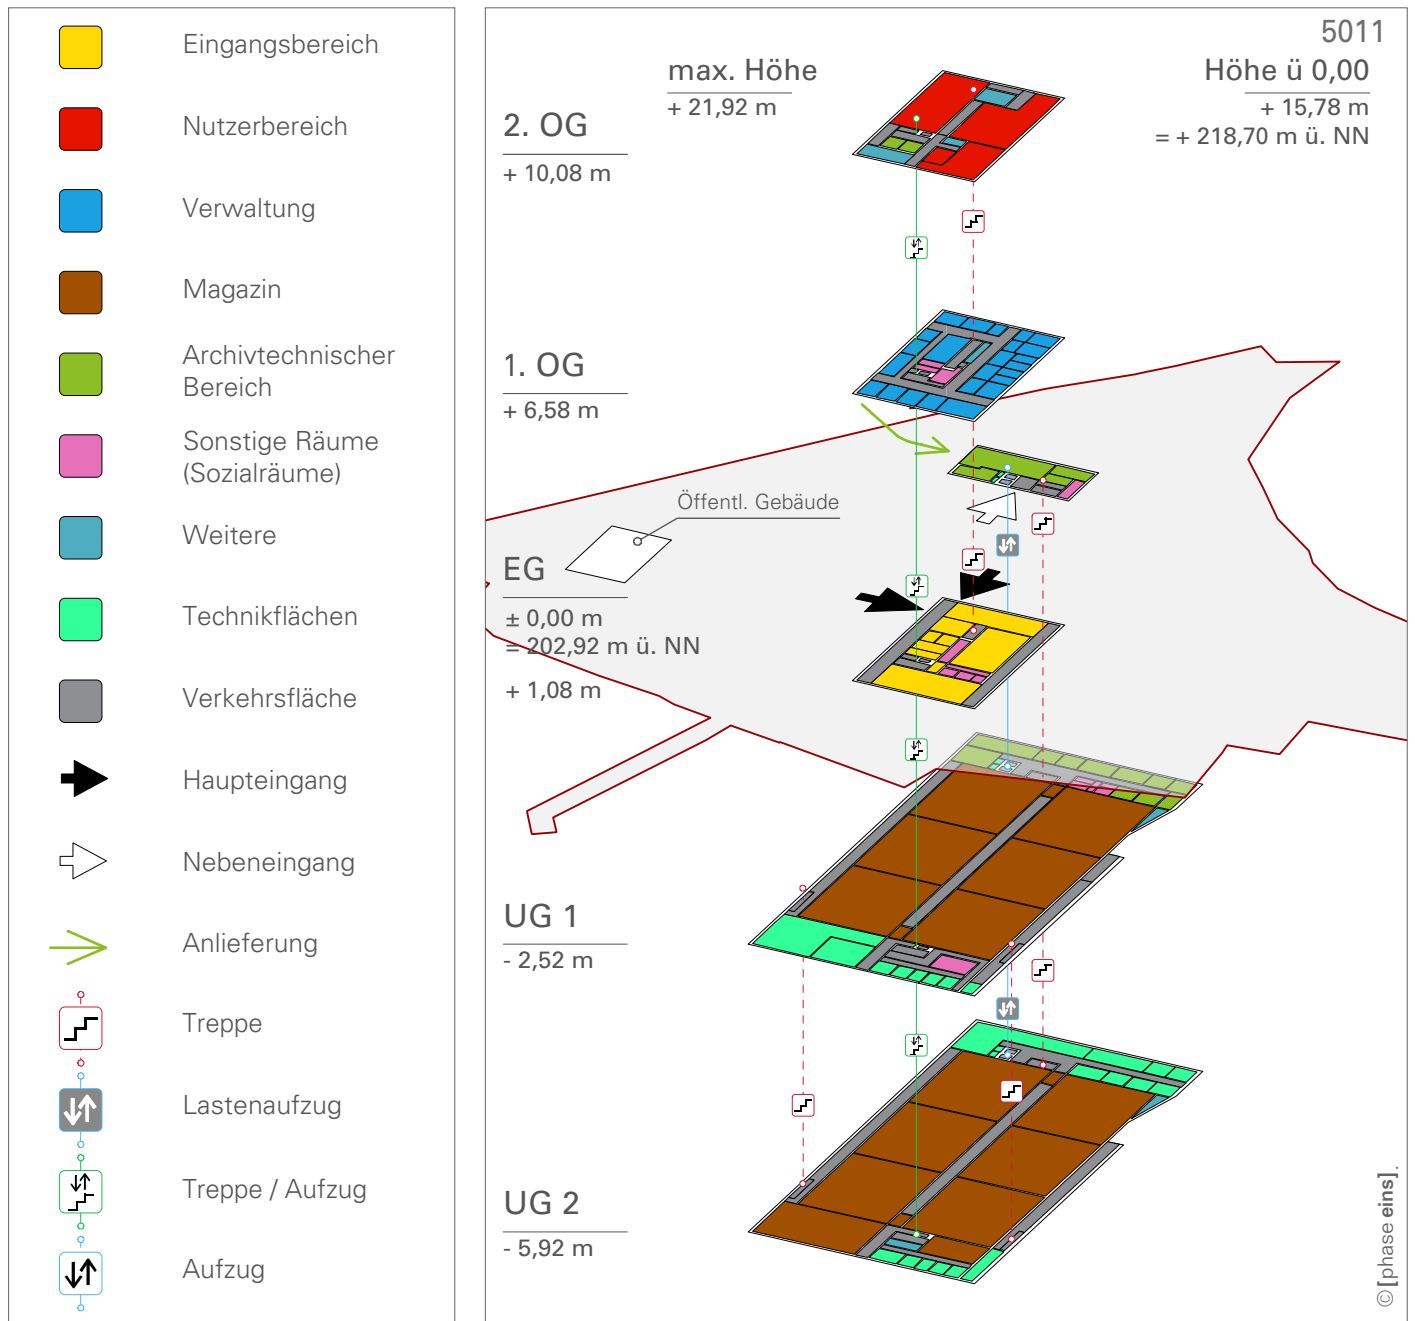 Eingangsbereich
Nutzerbereich
Verwaltung
Magazin
Archivtechnischer
Bereich
Sonstige Räume
(Sozialräume)
Weitere
Technikflächen
Verkehrsfläche
Haupteingang
Nebeneingang
Anlieferung
Treppe
Lastenaufzug
Treppe / Aufzug
Aufzug
5011
max. Höhe
+ 21,92 m
Höhe ü 0,00
+ 15,78 m
= + 218,70 m ü. NN
2. OG
+ 10,08 m
1. OG
+ 6,58 m
Öffentl. Gebäude
EG
± 0,00 m
= 202,92 m ü. NN
+ 1,08 m
UG 1
- 2,52 m
UG 2
- 5,92 m
© [phase eins].